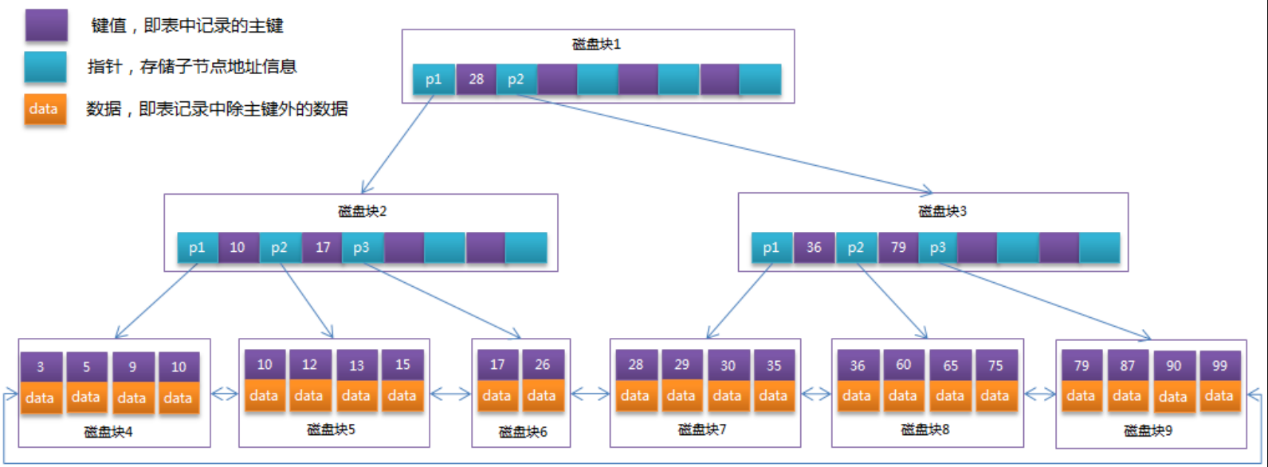 键值，即表中记录的主键
指针，存储子节点地址信息
data 数据，即表记录中除主键外的数据
磁盘块1
p1 28 p2
磁盘块2
p1 10 p2 17 p3
磁盘块3
p1 36 p2 79 p3
3 5 9 10
data data data data
磁盘块4
10 12 13 15
data data data data
磁盘块5
17 26
data data
磁盘块6
28 29 30 35
data data data data
磁盘块7
36 60 65 75
data data data data
磁盘块8
79 87 90 99
data data data data
磁盘块9